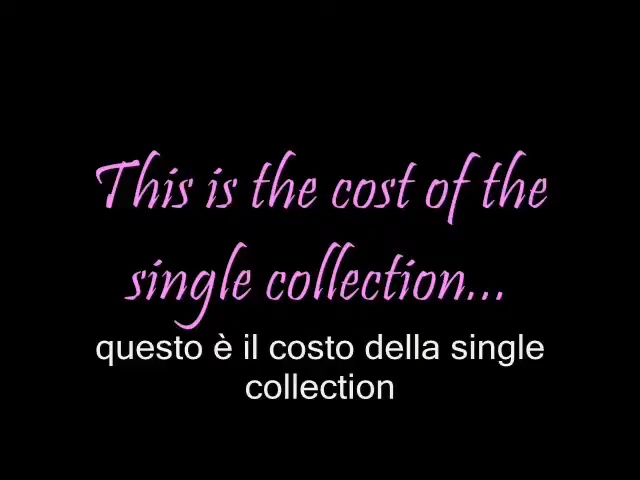 This is the cost of the
single collection...
questo è il costo della single
collection